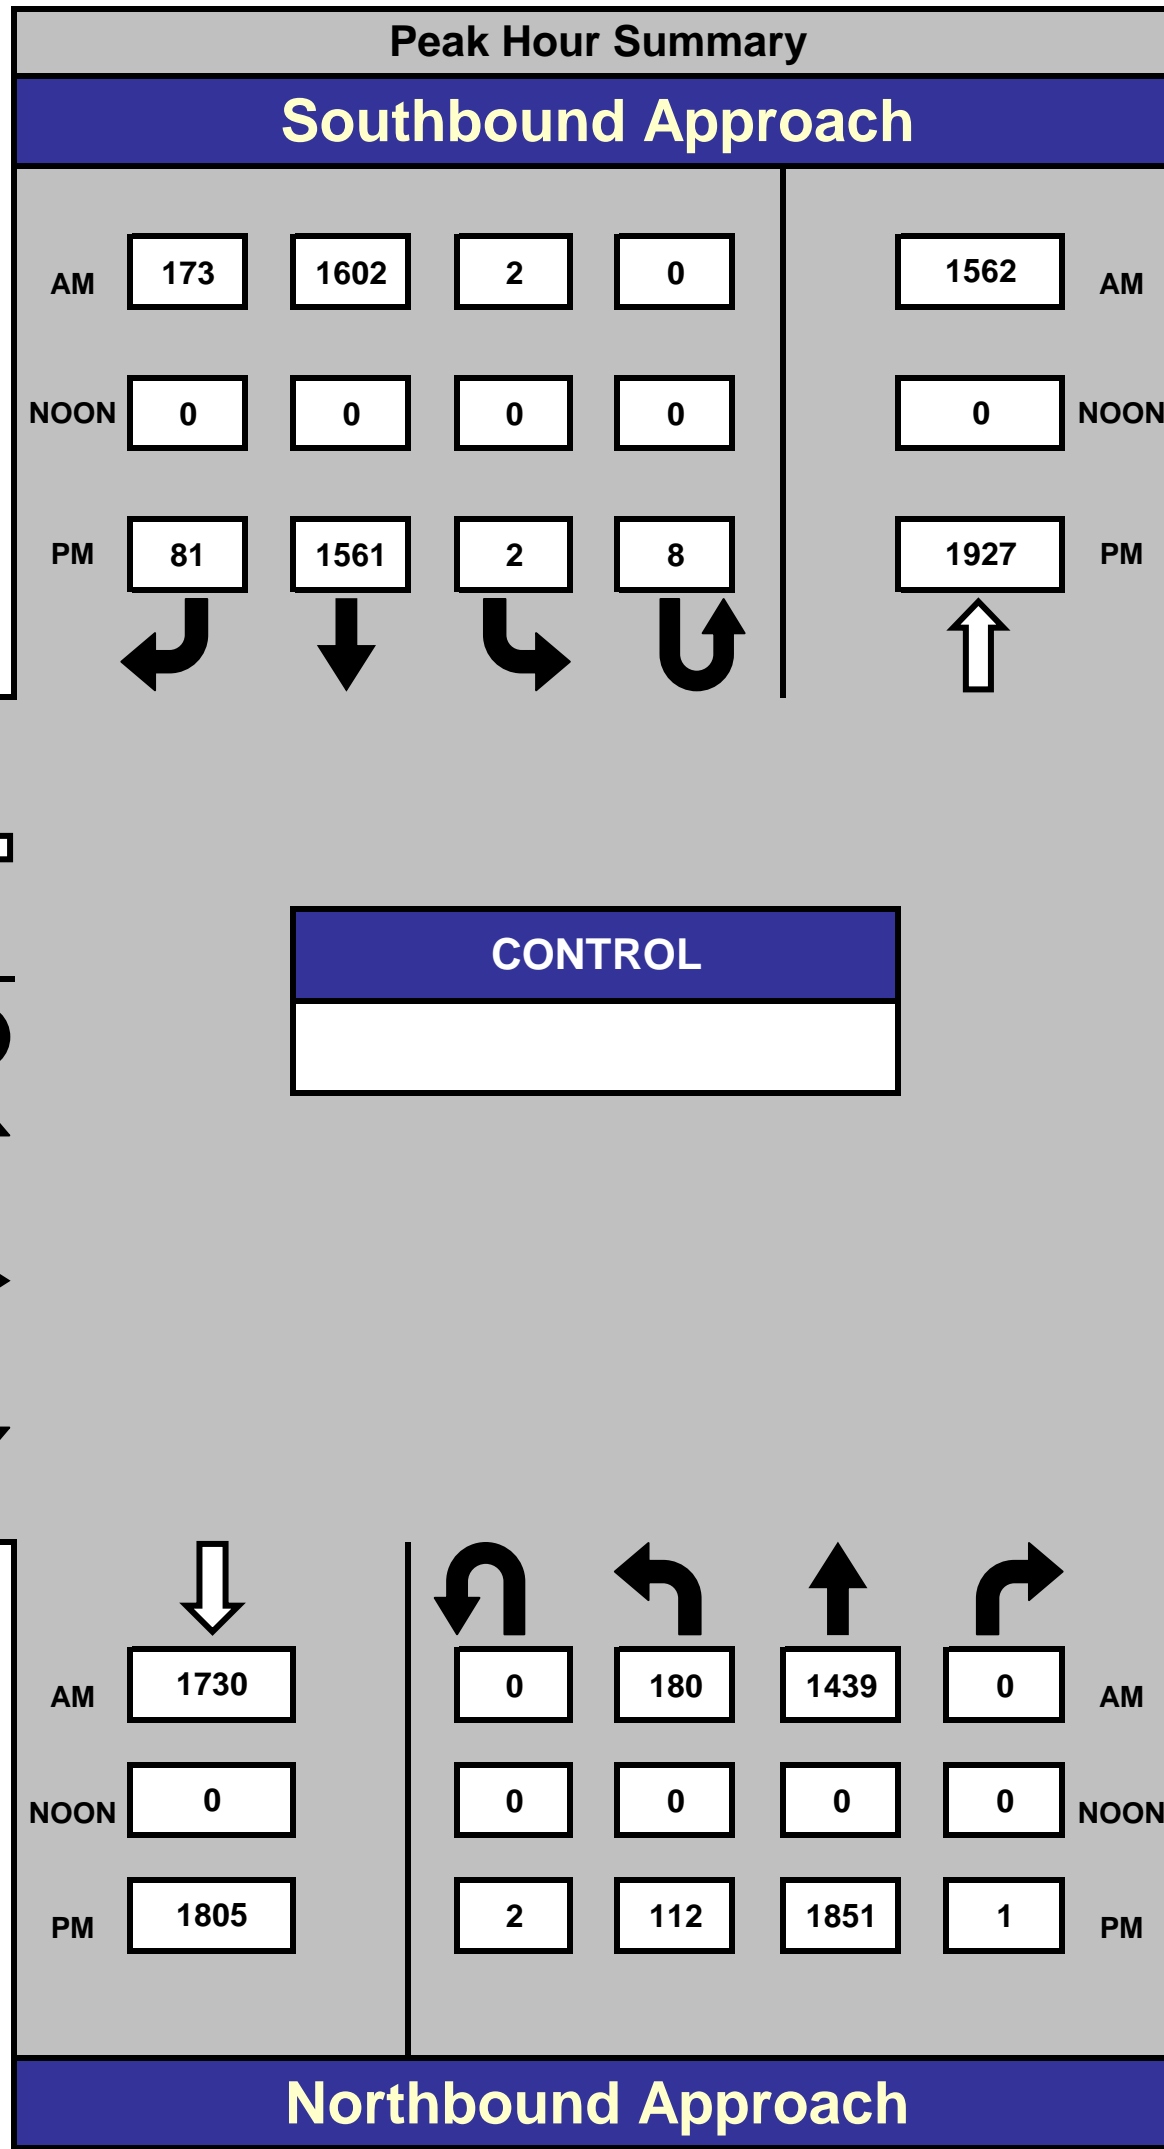 Peak Hour Summary
Southbound Approach
AM 173 1602 2 0 1562 AM
NOON 0 0 0 0 0 NOON
PM 81 1561 2 8 1927 PM
CONTROL
AM 1730 0 180 1439 0 AM
NOON 0 0 0 0 0 NOON
PM 1805 2 112 1851 1 PM
Northbound Approach